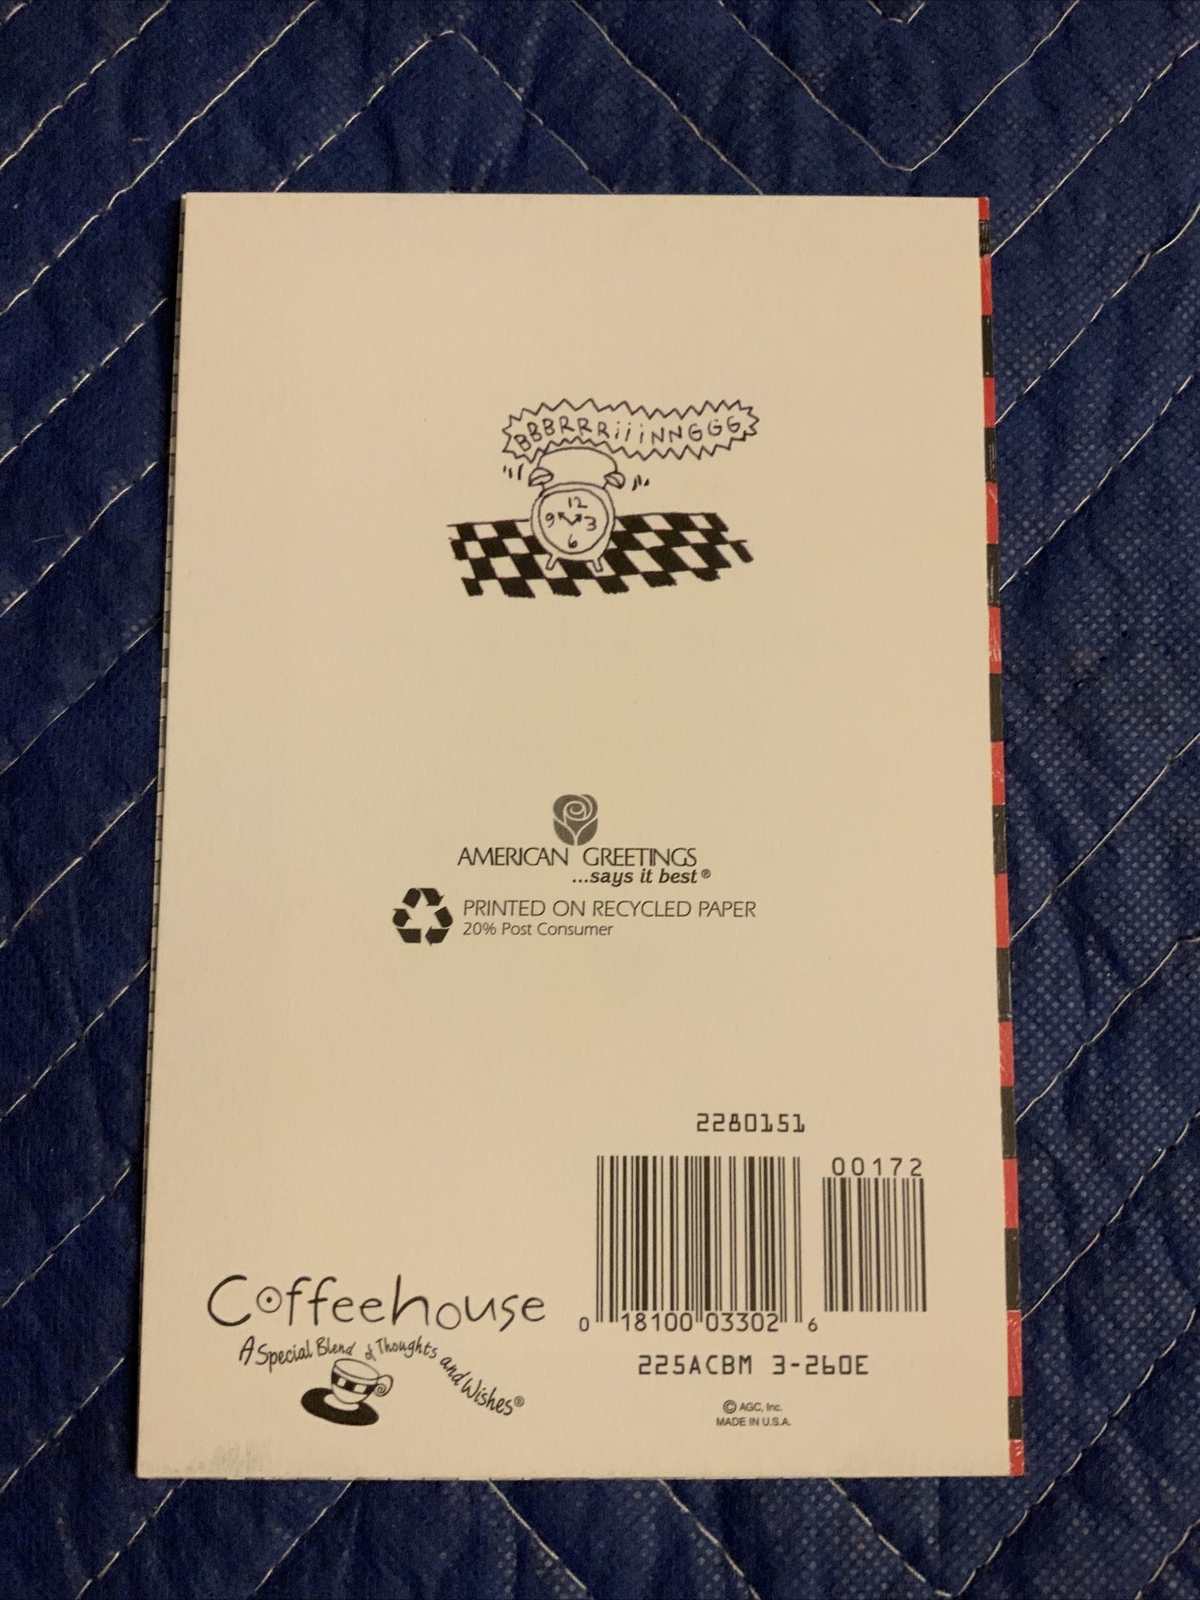 BBBRRRiiiNNGGG
12
9 3
6
AMERICAN GREETINGS
...says it best®
PRINTED ON RECYCLED PAPER
20% Post Consumer
2280151
00172
0 18100 03302 6
225ACBM 3-260E
© AGC, Inc.
MADE IN U.S.A.
Coffeehouse
A Special Blend of Thoughts and Wishes®